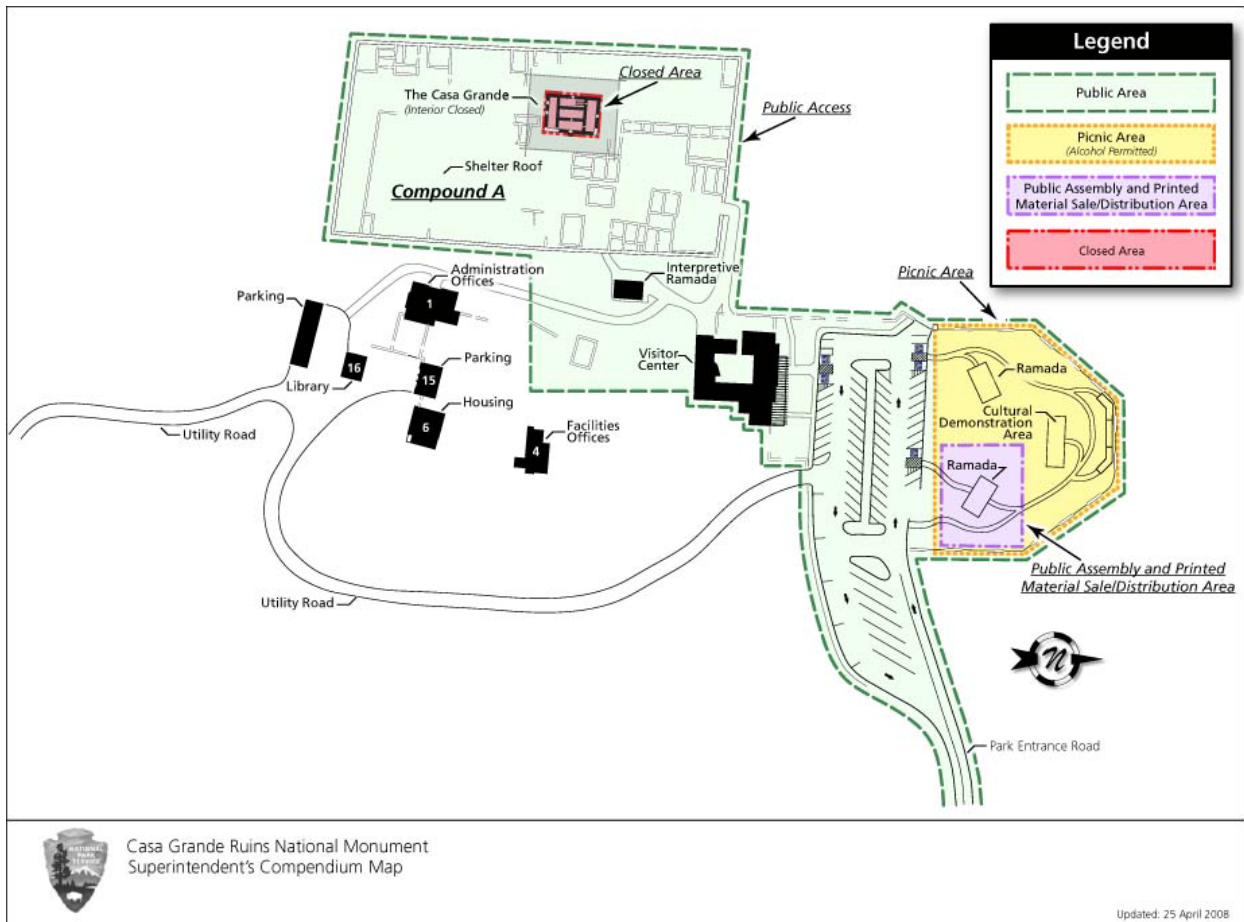 Legend
Public Area
Picnic Area
(Alcohol Permitted)
Public Assembly and Printed
Material Sale/Distribution Area
Closed Area
Closed Area
The Casa Grande
(Interior Closed)
Public Access
Shelter Roof
Compound A
Administration
Offices
1
Interpretive
Ramada
Picnic Area
Parking
Visitor
Center
16
Library
Parking
15
Housing
6
Facilities
Offices
4
Utility Road
Ramada
Cultural
Demonstration
Area
Ramada
Public Assembly and Printed
Material Sale/Distribution Area
Utility Road
N
Park Entrance Road
NATIONAL
PARK
SERVICE
Casa Grande Ruins National Monument
Superintendent's Compendium Map
Updated: 25 April 2008